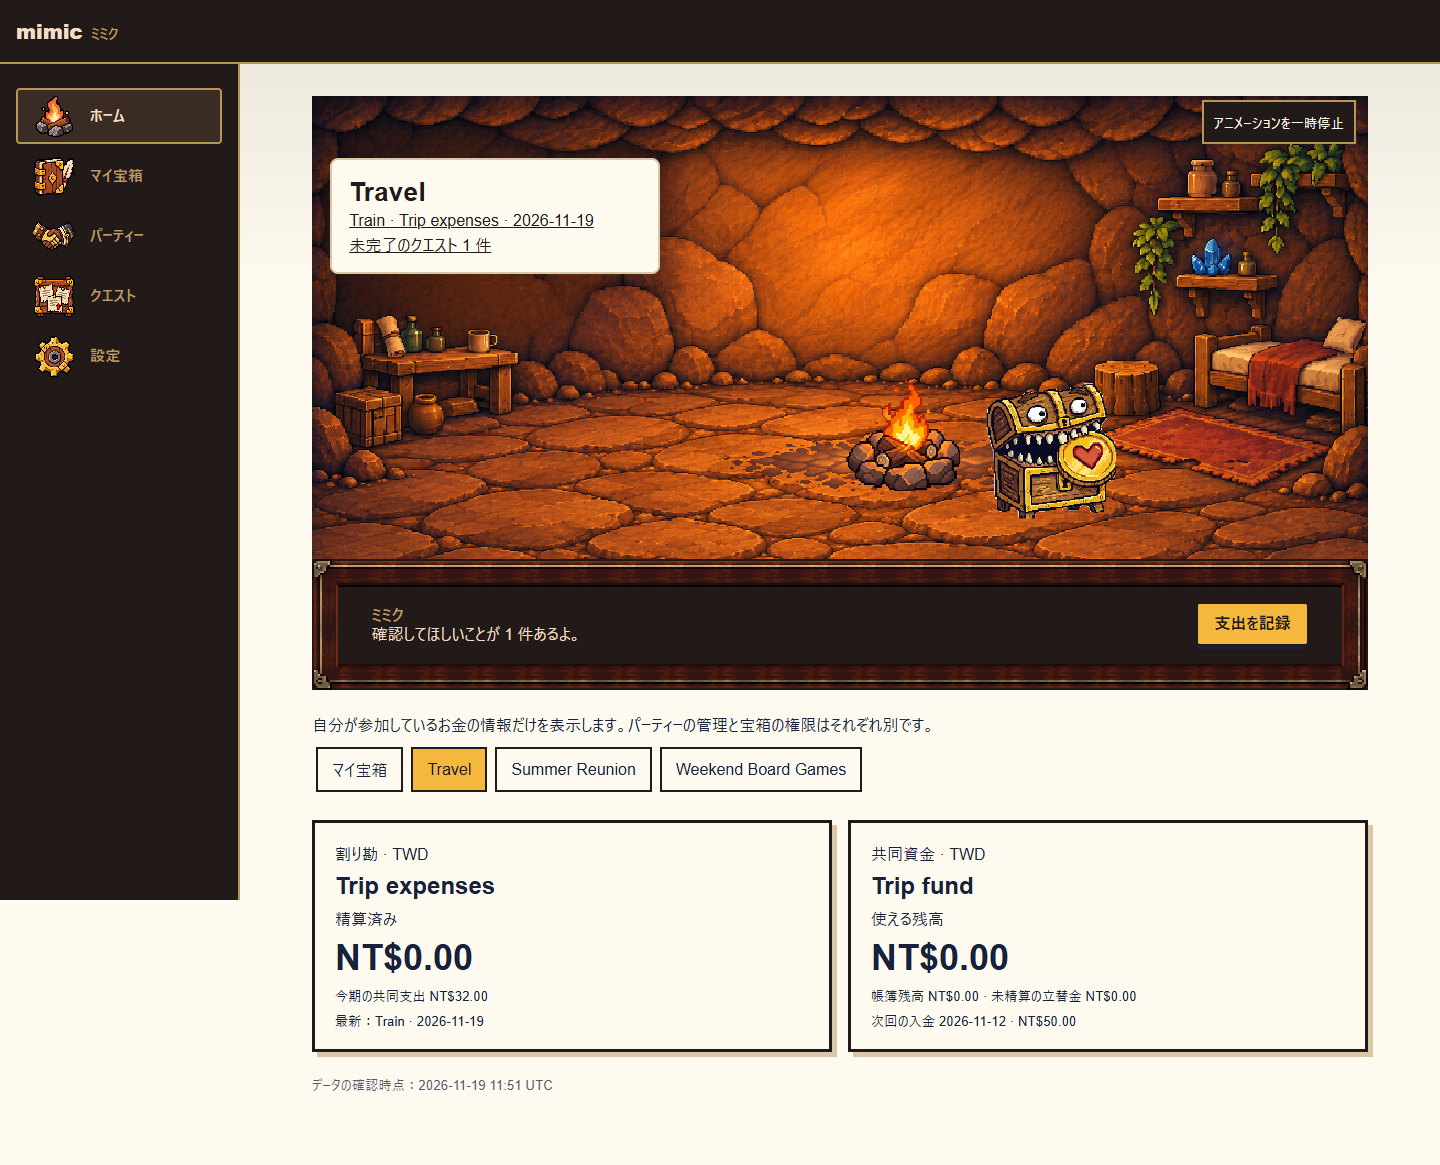 mimic ミミク
ホーム
マイ宝箱
パーティー
クエスト
設定
アニメーションを一時停止
Travel
Train · Trip expenses · 2026-11-19
未完了のクエスト 1 件
ミミク
確認してほしいことが 1 件あるよ。
支出を記録
自分が参加しているお金の情報だけを表示します。パーティーの管理と宝箱の権限はそれぞれ別です。
マイ宝箱
Travel
Summer Reunion
Weekend Board Games
割り勘 · TWD
Trip expenses
精算済み
NT$0.00
今期の共同支出 NT$32.00
最新：Train · 2026-11-19
共同資金 · TWD
Trip fund
使える残高
NT$0.00
帳簿残高 NT$0.00 · 未精算の立替金 NT$0.00
次回の入金 2026-11-12 · NT$50.00
データの確認時点：2026-11-19 11:51 UTC